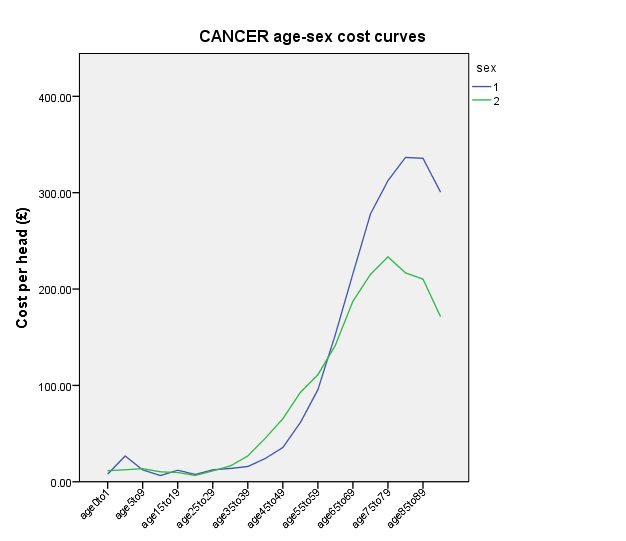 CANCER age-sex cost curves
sex
1
2
Cost per head (£)
400.00
300.00
200.00
100.00
0.00
age0to1
age5to9
age15to19
age25to29
age35to39
age45to49
age55to59
age65to69
age75to79
age85to89